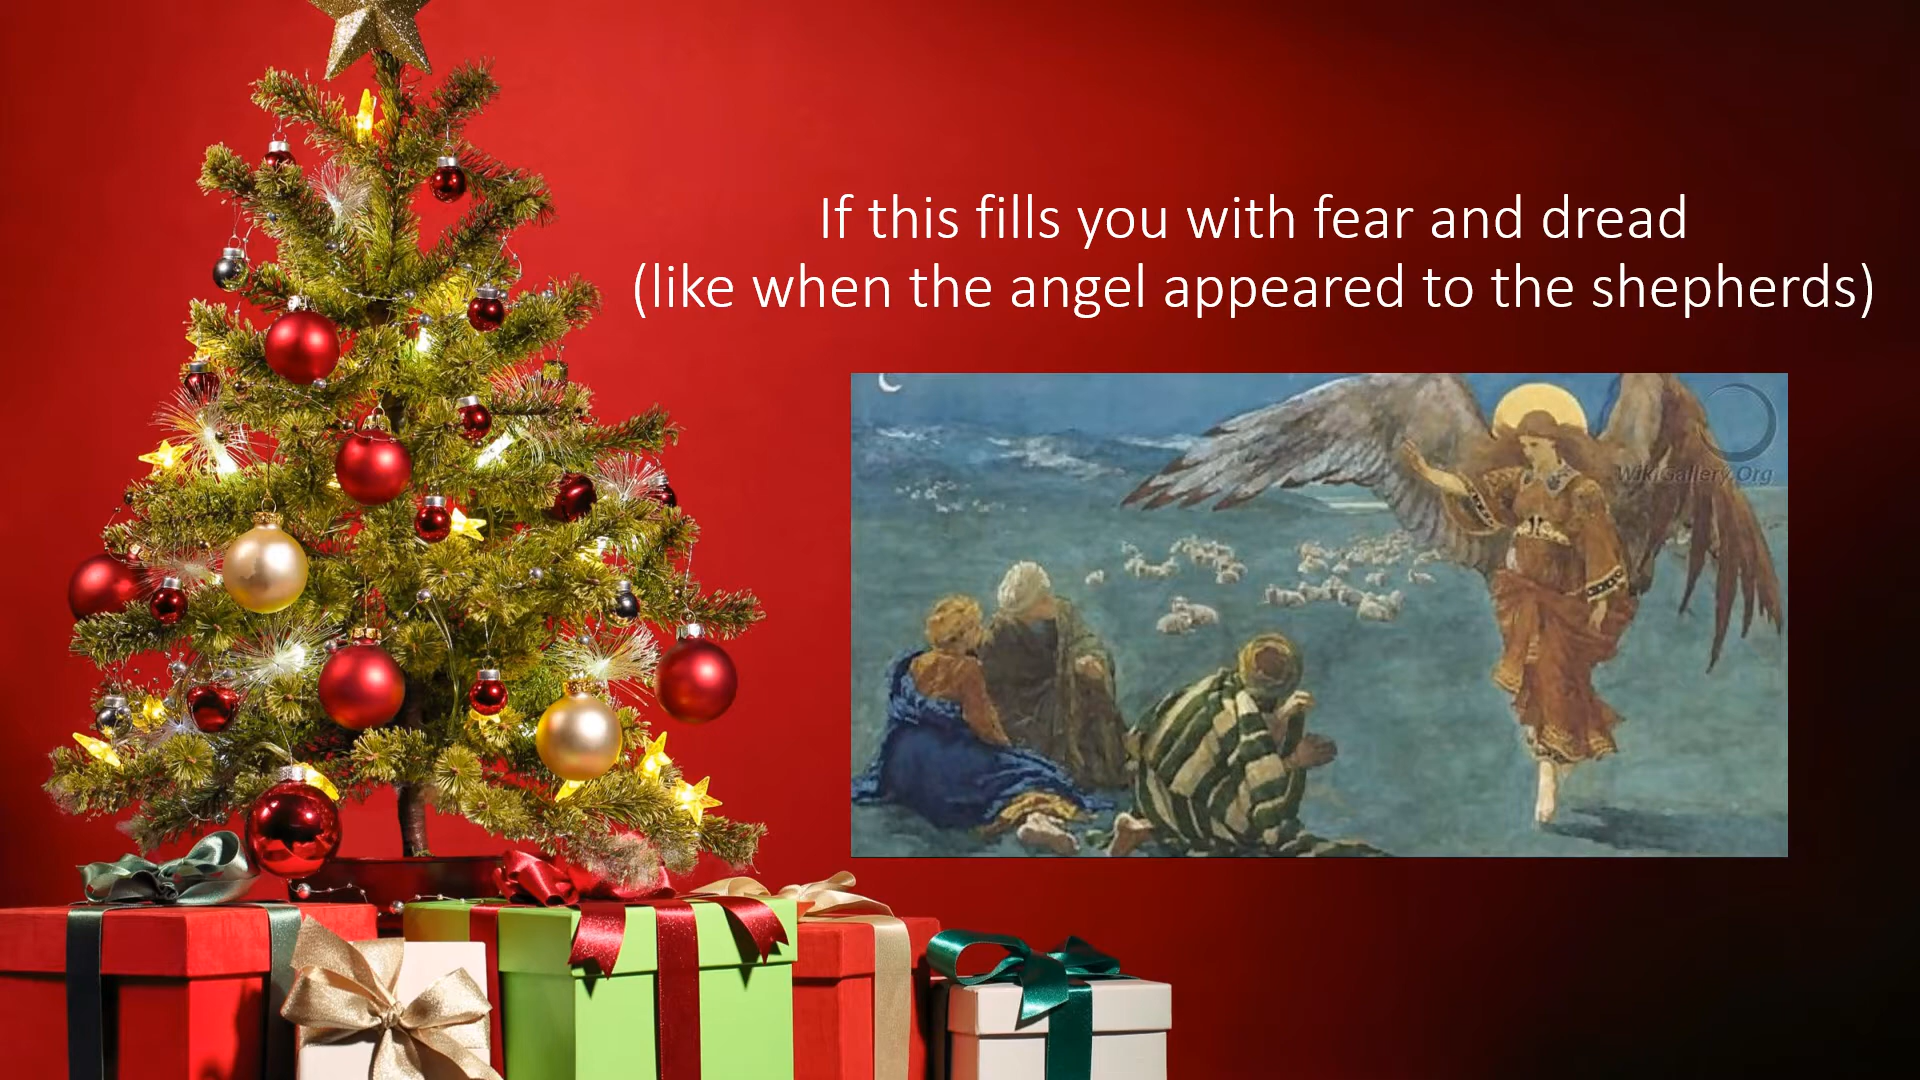 If this fills you with fear and dread
(like when the angel appeared to the shepherds)
WikiGallery.Org